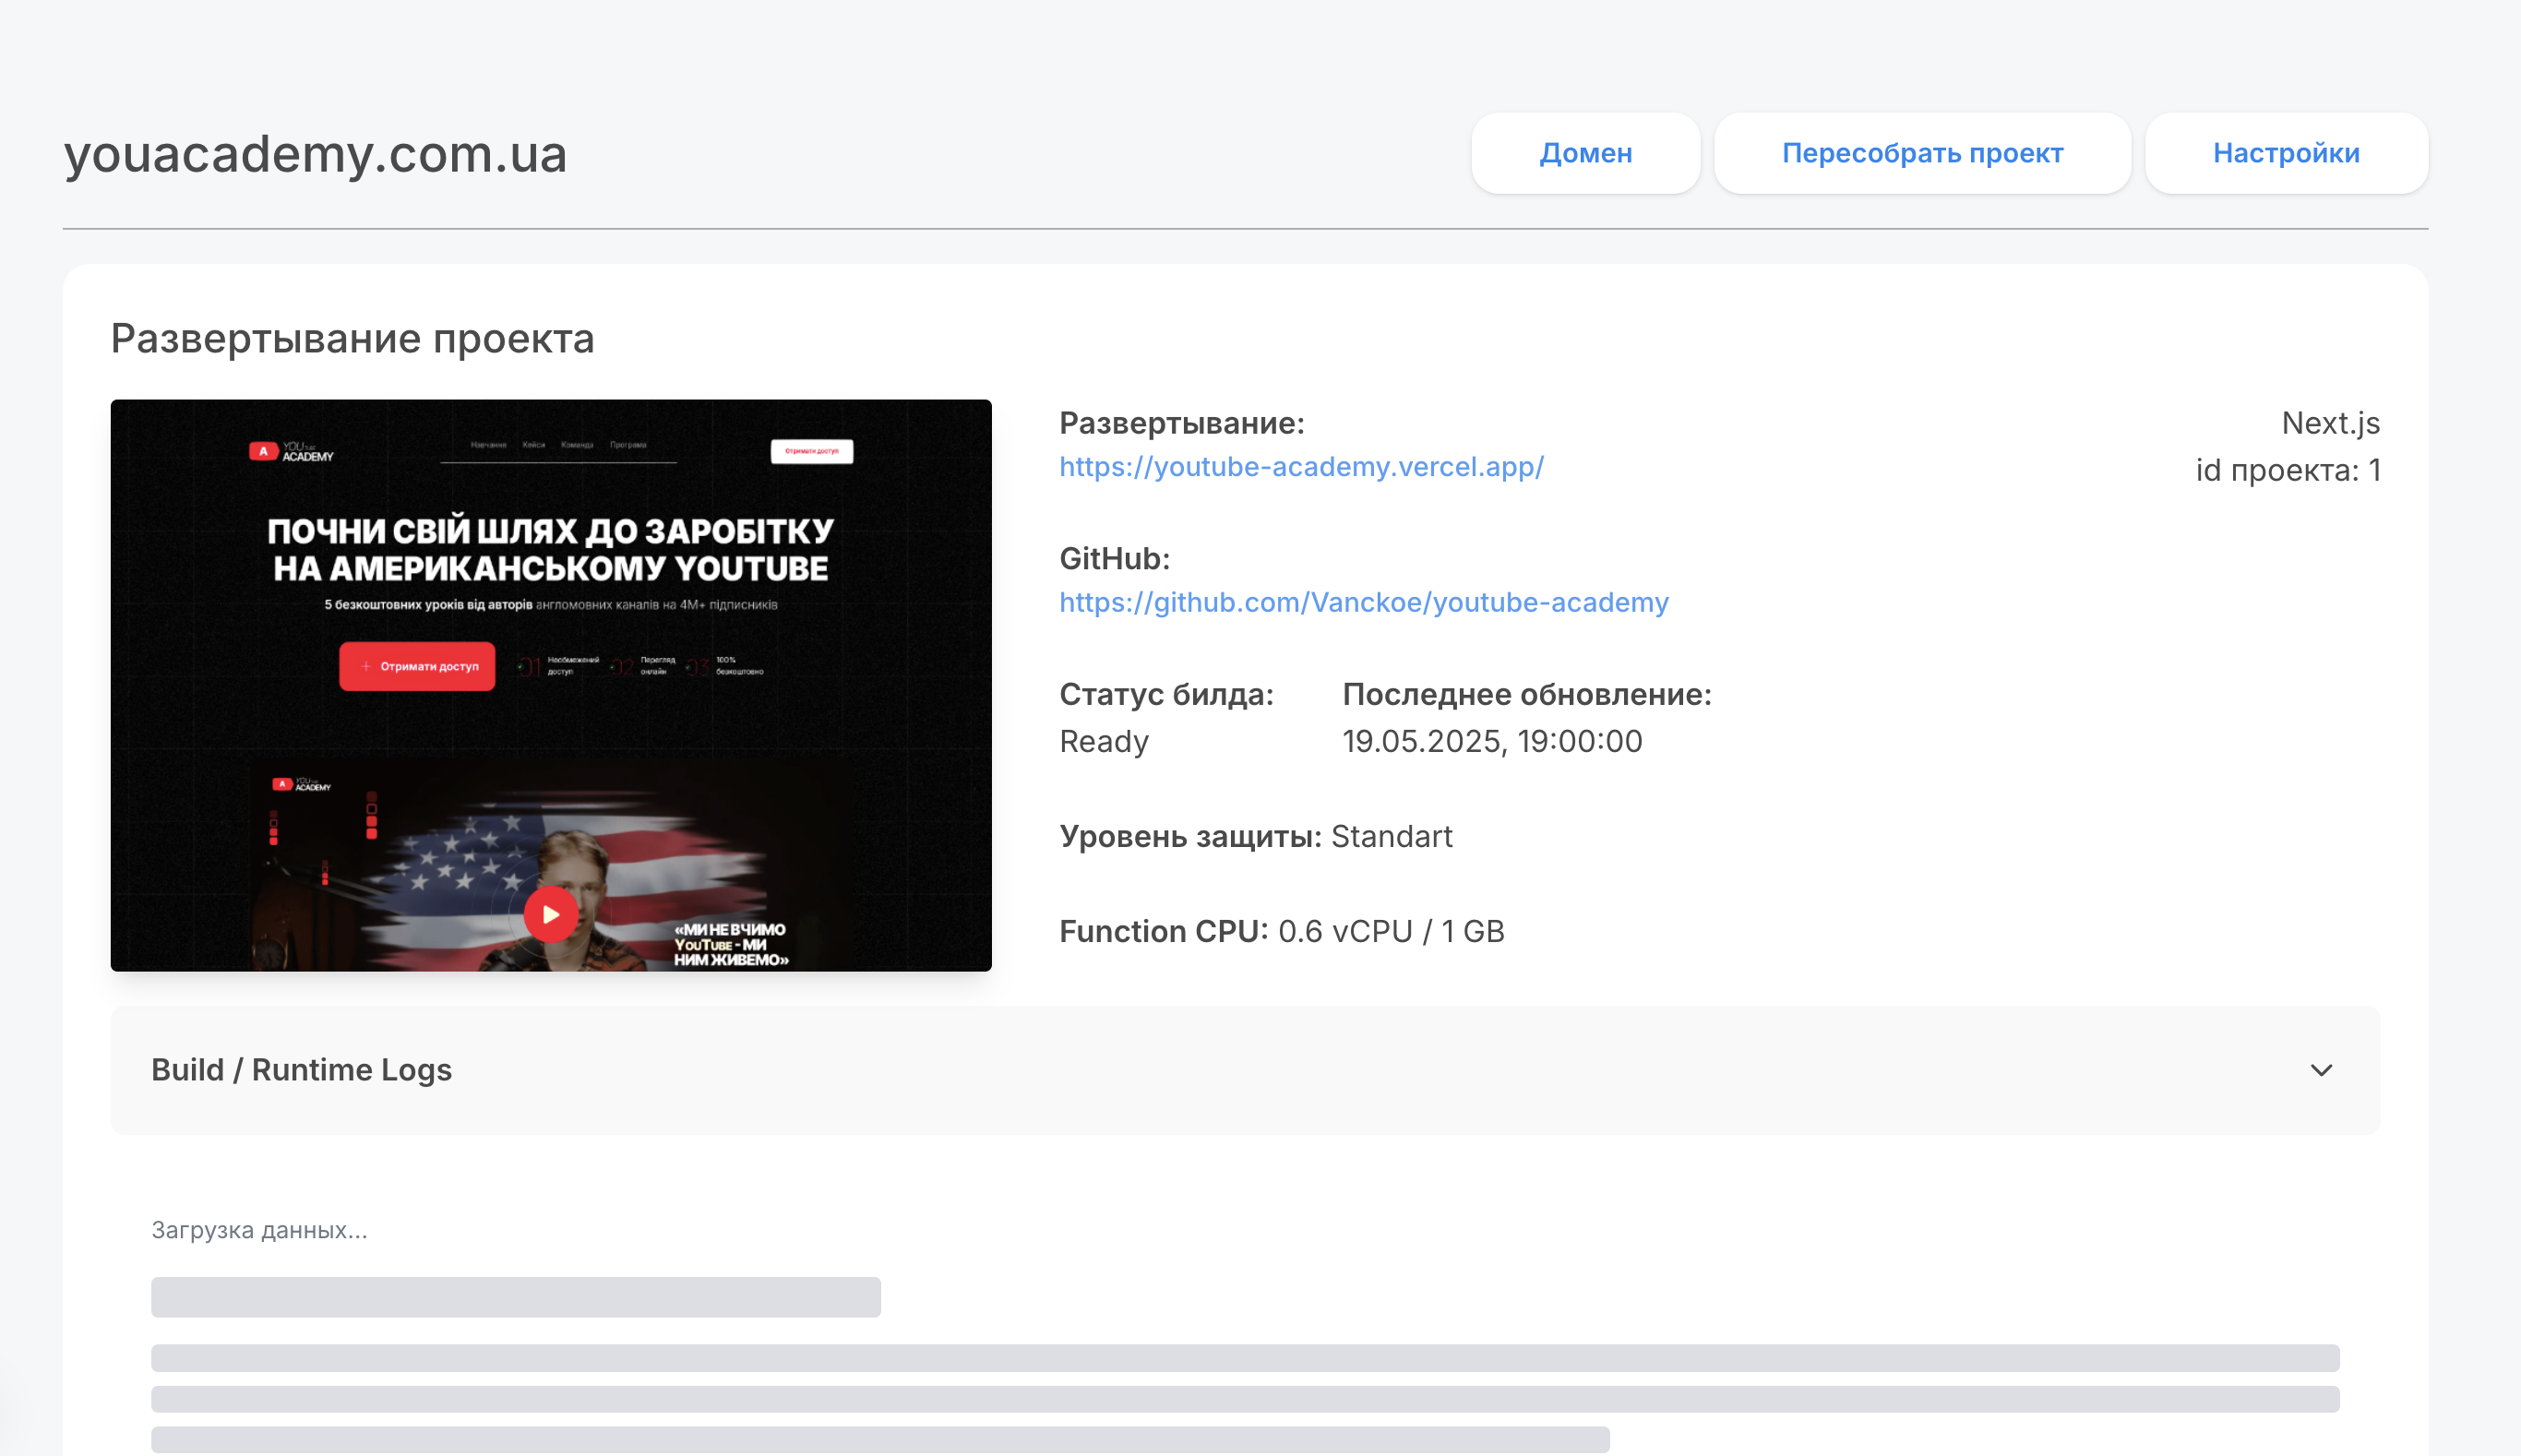 youacademy.com.ua
Домен
Пересобрать проект
Настройки
Развертывание проекта
A YOUTUBE ACADEMY
Навчання Кейси Команда Програма
Отримати доступ
ПОЧНИ СВІЙ ШЛЯХ ДО ЗАРОБІТКУ
НА АМЕРИКАНСЬКОМУ YOUTUBE
5 безкоштовних уроків від авторів англомовних каналів на 4M+ підписників
+ Отримати доступ
01 Необмежений доступ
02 Перегляд онлайн
03 100% безкоштовно
A YOUTUBE ACADEMY
«МИ НЕ ВЧИМО
YOUTUBE - МИ
НИМ ЖИВЕМО»
Развертывание:
https://youtube-academy.vercel.app/
Next.js
id проекта: 1
GitHub:
https://github.com/Vanckoe/youtube-academy
Статус билда:
Ready
Последнее обновление:
19.05.2025, 19:00:00
Уровень защиты: Standart
Function CPU: 0.6 vCPU / 1 GB
Build / Runtime Logs
Загрузка данных...